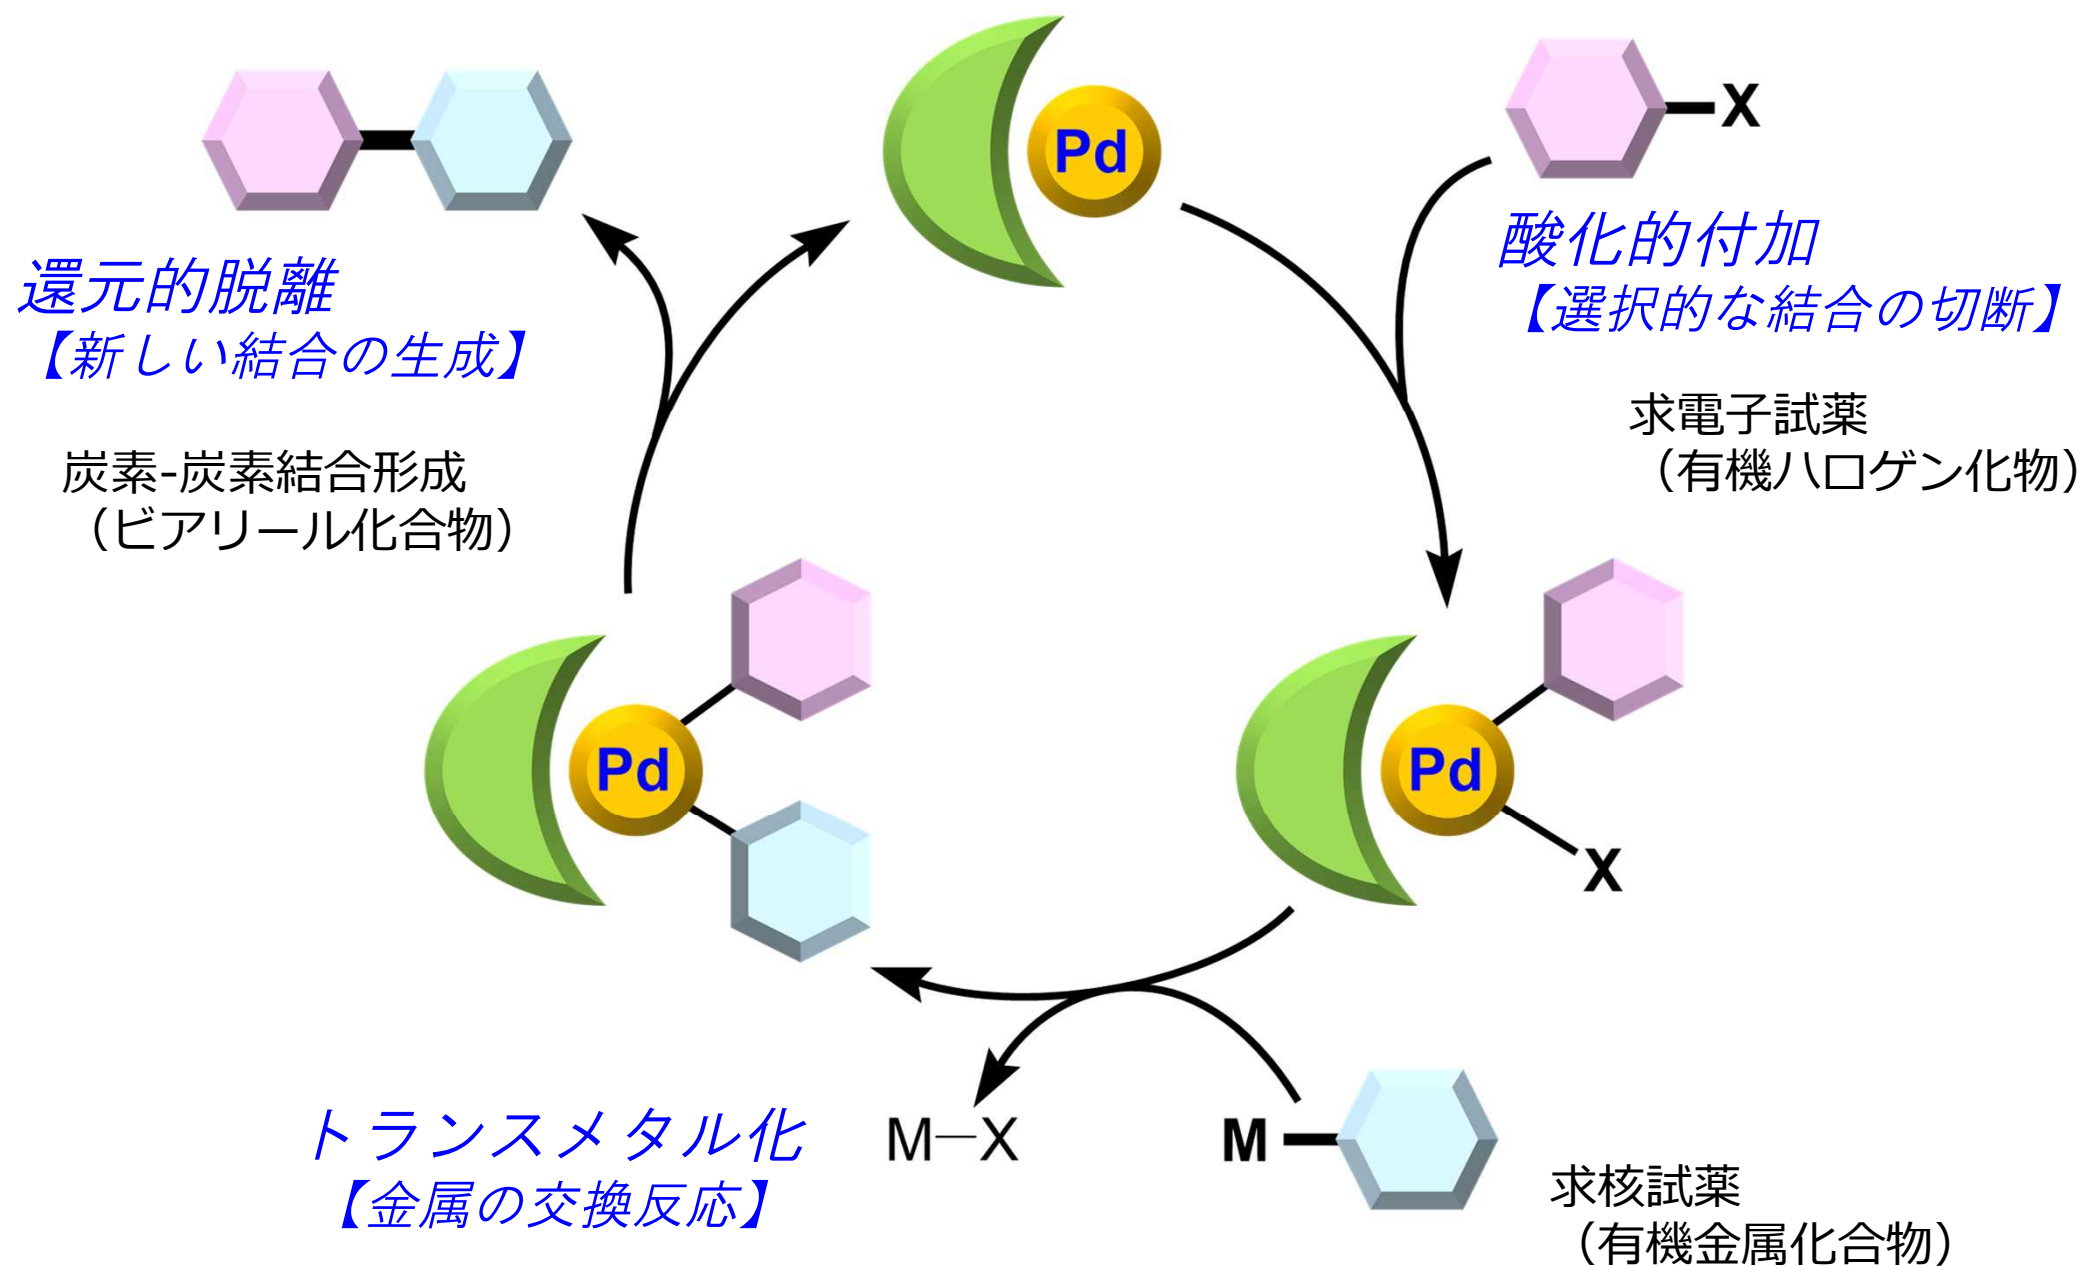 Pd
X
酸化的付加
【選択的な結合の切断】
求電子試薬
（有機ハロゲン化物）
還元的脱離
【新しい結合の生成】
炭素-炭素結合形成
（ビアリール化合物）
Pd
Pd
X
トランスメタル化
【金属の交換反応】
M—X
M
求核試薬
（有機金属化合物）